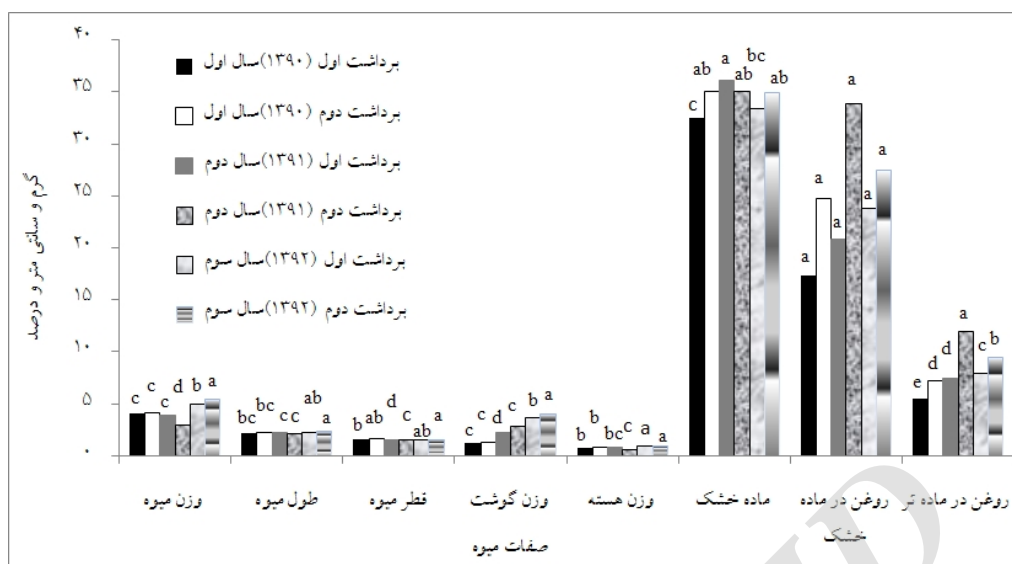 ۴۰
۳۵
۳۰
۲۵
۲۰
۱۵
۱۰
۵
۰
گرم و سانتی متر و درصد
برداشت اول (۱۳۹۰)سال اول
برداشت دوم (۱۳۹۰)سال اول
برداشت اول (۱۳۹۱)سال دوم
برداشت دوم (۱۳۹۱)سال دوم
برداشت اول (۱۳۹۲)سال سوم
برداشت دوم (۱۳۹۲)سال سوم
c c c d b a
bc bc c c ab a
b ab d c ab a
c c d c b a
b b bc c a a
c ab a ab bc ab
a a a a a a
e d d a c b
وزن میوه
طول میوه
قطر میوه
وزن گوشت
وزن هسته
ماده خشک
روغن در ماده
خشک
روغن در ماده تر
صفات میوه